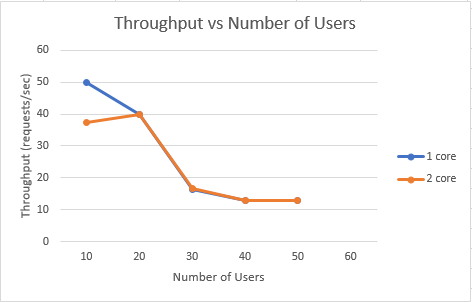 Throughput vs Number of Users
60
50
40
30
20
10
0
Throughput (requests/sec)
10 20 30 40 50 60
Number of Users
1 core
2 core